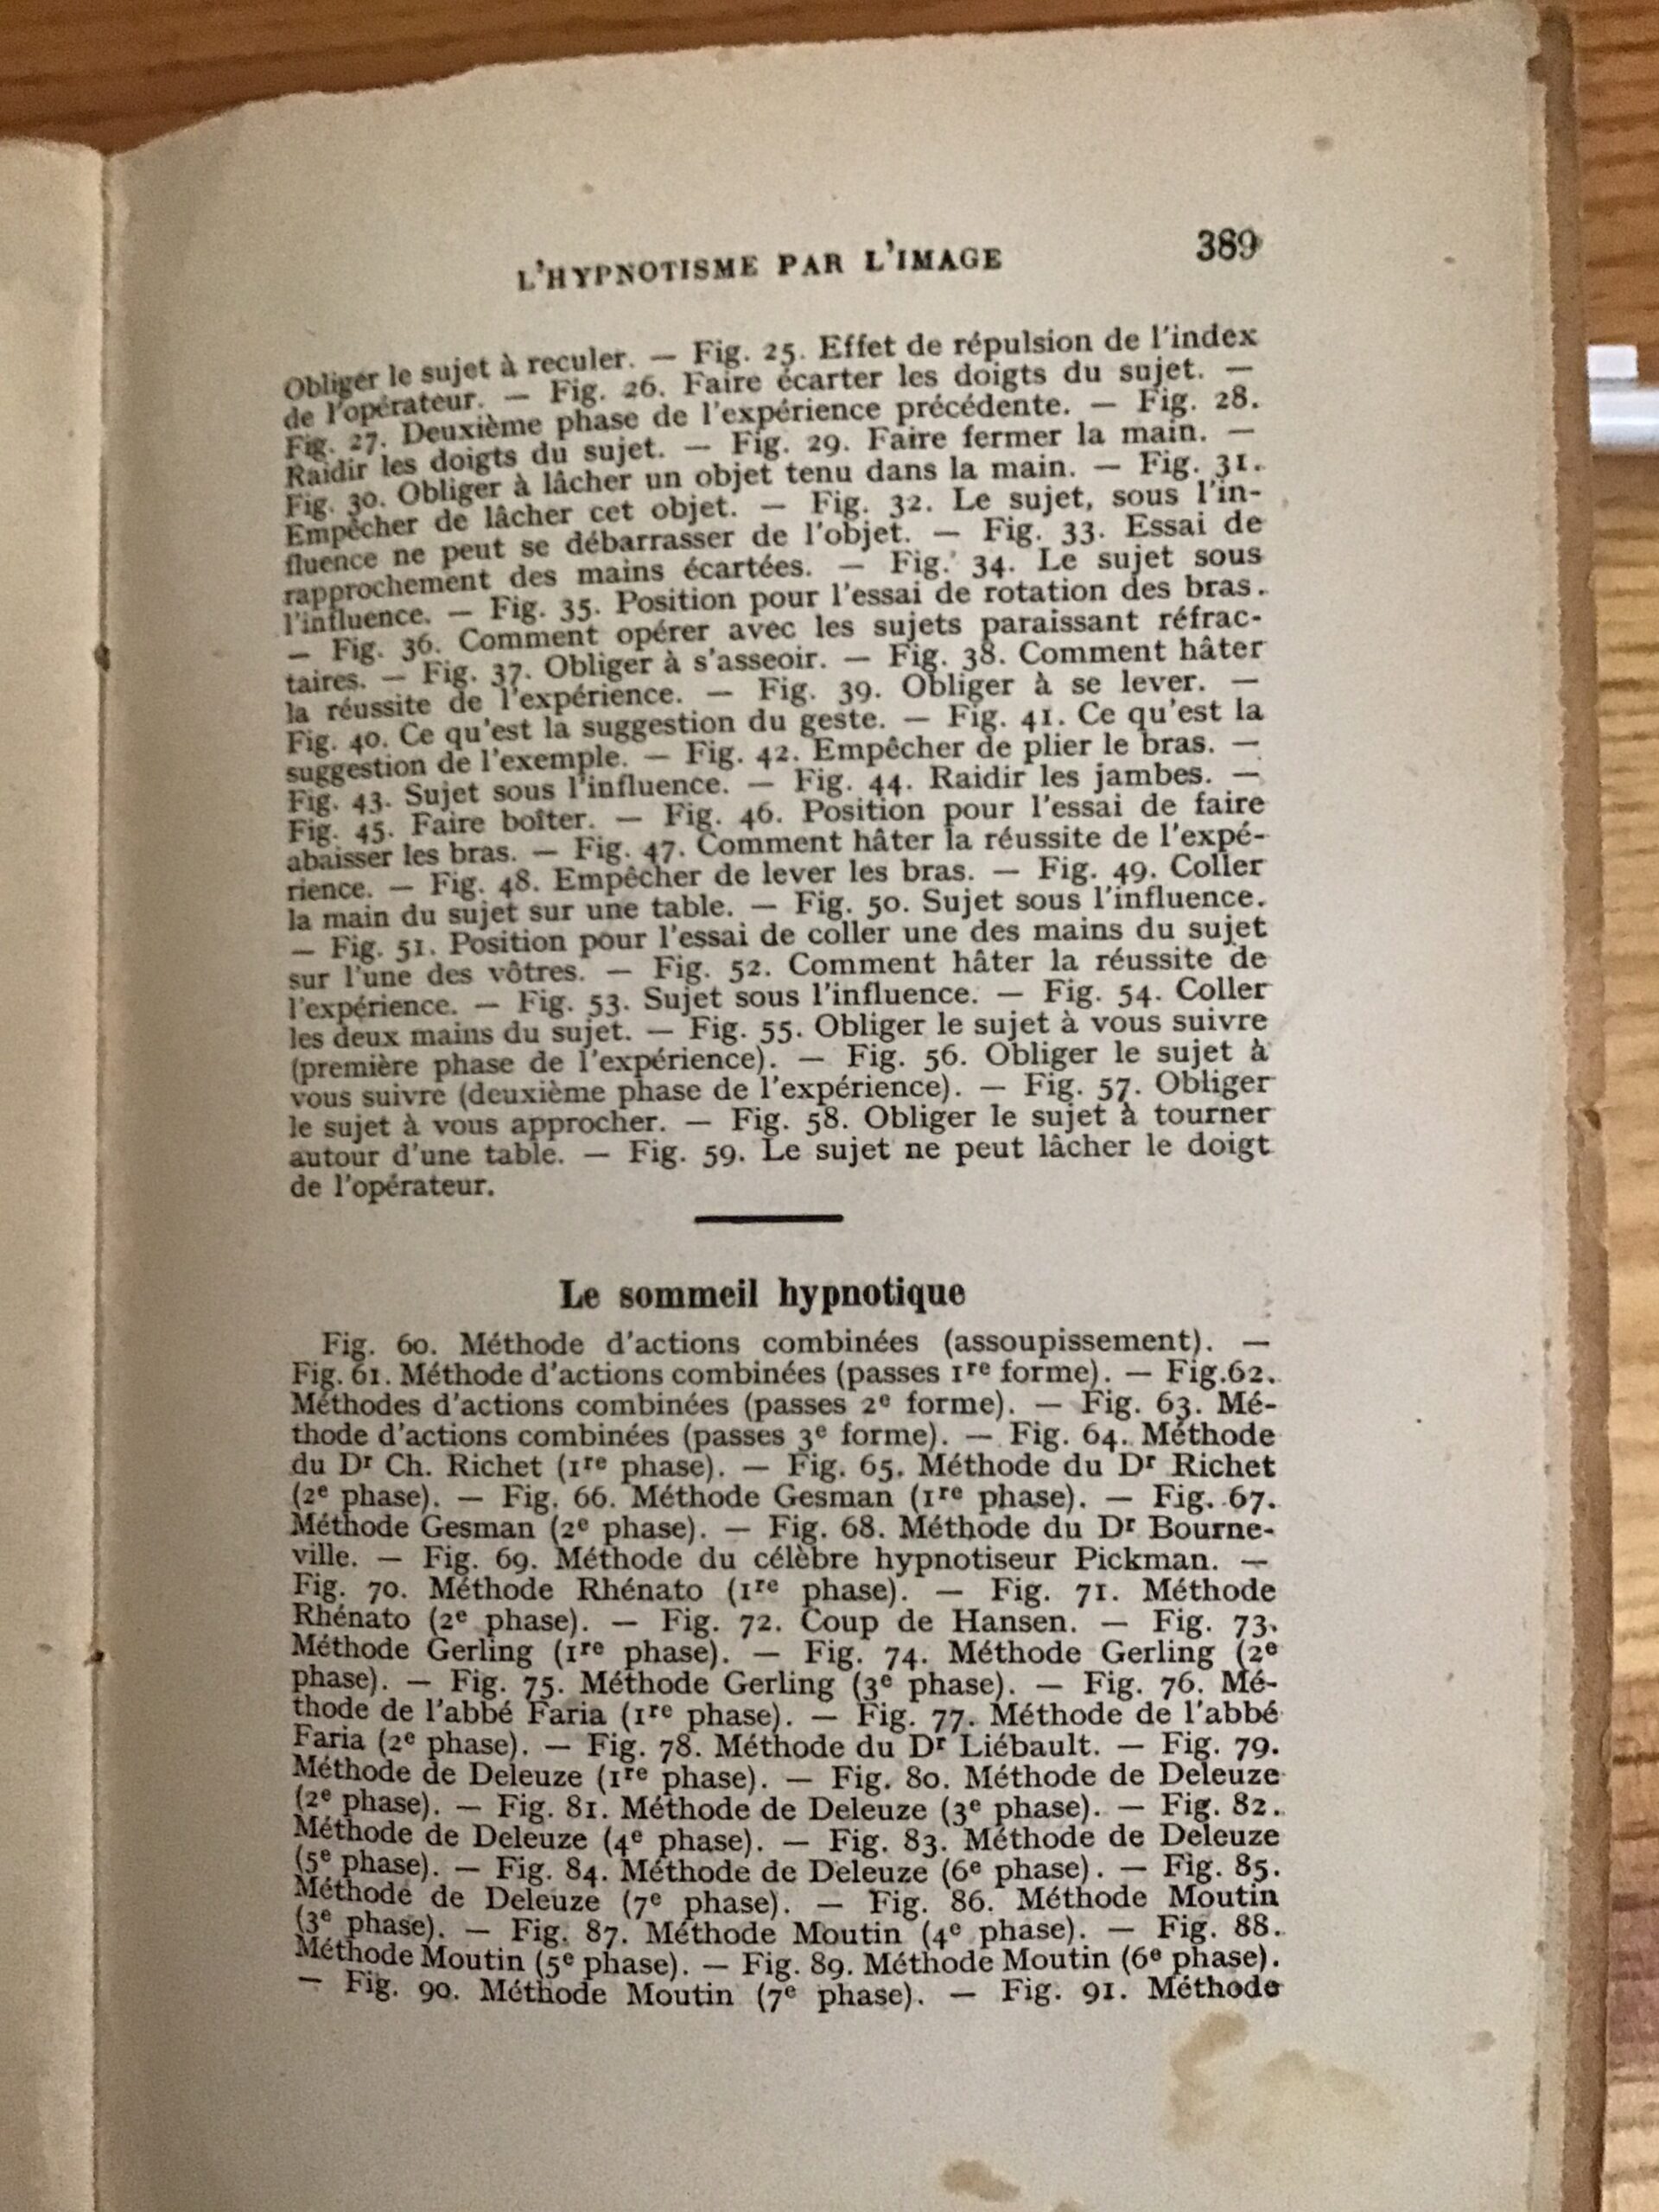 L'HYPNOTISME PAR L'IMAGE 389
Obliger le sujet à reculer. — Fig. 25. Effet de répulsion de l'index
de l'opérateur. — Fig. 26. Faire écarter les doigts du sujet. —
Fig. 27. Deuxième phase de l'expérience précédente. — Fig. 28.
Raidir les doigts du sujet. — Fig. 29. Faire fermer la main. —
Fig. 30. Obliger à lâcher un objet tenu dans la main. — Fig. 31.
Empêcher de lâcher cet objet. — Fig. 32. Le sujet, sous l'in-
fluence ne peut se débarrasser de l'objet. — Fig. 33. Essai de
rapprochement des mains écartées. — Fig. 34. Le sujet sous
l'influence. — Fig. 35. Position pour l'essai de rotation des bras.
— Fig. 36. Comment opérer avec les sujets paraissant réfrac-
taires. — Fig. 37. Obliger à s'asseoir. — Fig. 38. Comment hâter
la réussite de l'expérience. — Fig. 39. Obliger à se lever. —
Fig. 40. Ce qu'est la suggestion du geste. — Fig. 41. Ce qu'est la
suggestion de l'exemple. — Fig. 42. Empêcher de plier le bras. —
Fig. 43. Sujet sous l'influence. — Fig. 44. Raidir les jambes. —
Fig. 45. Faire boîter. — Fig. 46. Position pour l'essai de faire
abaisser les bras. — Fig. 47. Comment hâter la réussite de l'expé-
rience. — Fig. 48. Empêcher de lever les bras. — Fig. 49. Coller
la main du sujet sur une table. — Fig. 50. Sujet sous l'influence.
— Fig. 51. Position pour l'essai de coller une des mains du sujet
sur l'une des vôtres. — Fig. 52. Comment hâter la réussite de
l'expérience. — Fig. 53. Sujet sous l'influence. — Fig. 54. Coller
les deux mains du sujet. — Fig. 55. Obliger le sujet à vous suivre
(première phase de l'expérience). — Fig. 56. Obliger le sujet à
vous suivre (deuxième phase de l'expérience). — Fig. 57. Obliger
le sujet à vous approcher. — Fig. 58. Obliger le sujet à tourner
autour d'une table. — Fig. 59. Le sujet ne peut lâcher le doigt
de l'opérateur.
Le sommeil hypnotique
Fig. 60. Méthode d'actions combinées (assoupissement). —
Fig. 61. Méthode d'actions combinées (passes 1re forme). — Fig.62.
Méthodes d'actions combinées (passes 2e forme). — Fig. 63. Mé-
thode d'actions combinées (passes 3e forme). — Fig. 64. Méthode
du Dr Ch. Richet (1re phase). — Fig. 65. Méthode du Dr Richet
(2e phase). — Fig. 66. Méthode Gesman (1re phase). — Fig. 67.
Méthode Gesman (2e phase). — Fig. 68. Méthode du Dr Bourne-
ville. — Fig. 69. Méthode du célèbre hypnotiseur Pickman. —
Fig. 70. Méthode Rhénato (1re phase). — Fig. 71. Méthode
Rhénato (2e phase). — Fig. 72. Coup de Hansen. — Fig. 73.
Méthode Gerling (1re phase). — Fig. 74. Méthode Gerling (2e
phase). — Fig. 75. Méthode Gerling (3e phase). — Fig. 76. Mé-
thode de l'abbé Faria (1re phase). — Fig. 77. Méthode de l'abbé
Faria (2e phase). — Fig. 78. Méthode du Dr Liébault. — Fig. 79.
Méthode de Deleuze (1re phase). — Fig. 80. Méthode de Deleuze
(2e phase). — Fig. 81. Méthode de Deleuze (3e phase). — Fig. 82.
Méthode de Deleuze (4e phase). — Fig. 83. Méthode de Deleuze
(5e phase). — Fig. 84. Méthode de Deleuze (6e phase). — Fig. 85.
Méthode de Deleuze (7e phase). — Fig. 86. Méthode Moutin
(3e phase). — Fig. 87. Méthode Moutin (4e phase). — Fig. 88.
Méthode Moutin (5e phase). — Fig. 89. Méthode Moutin (6e phase).
— Fig. 90. Méthode Moutin (7e phase). — Fig. 91. Méthode